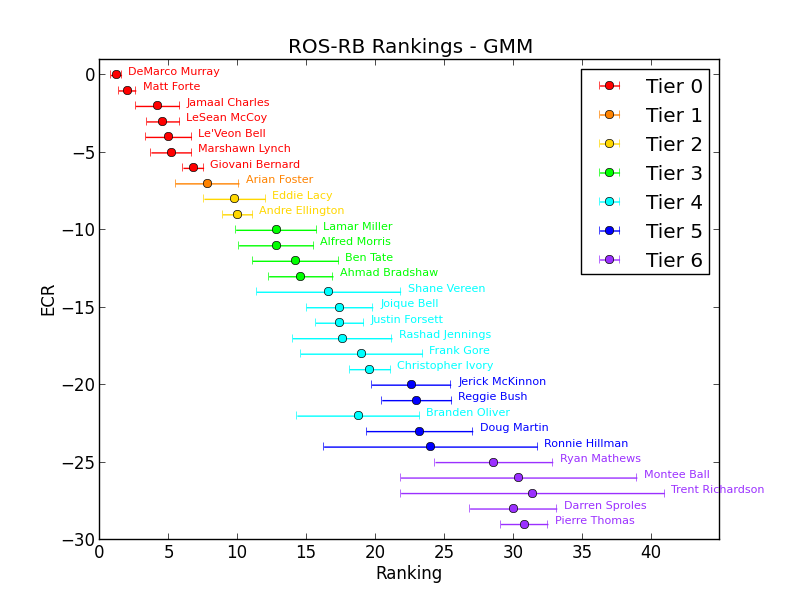 ROS-RB Rankings - GMM
DeMarco Murray
Matt Forte
Jamaal Charles
LeSean McCoy
Le'Veon Bell
Marshawn Lynch
Giovani Bernard
Arian Foster
Eddie Lacy
Andre Ellington
Lamar Miller
Alfred Morris
Ben Tate
Ahmad Bradshaw
Shane Vereen
Joique Bell
Justin Forsett
Rashad Jennings
Frank Gore
Christopher Ivory
Jerick McKinnon
Reggie Bush
Branden Oliver
Doug Martin
Ronnie Hillman
Ryan Mathews
Montee Ball
Trent Richardson
Darren Sproles
Pierre Thomas
Tier 0
Tier 1
Tier 2
Tier 3
Tier 4
Tier 5
Tier 6
ECR
0
−5
−10
−15
−20
−25
−30
0 5 10 15 20 25 30 35 40
Ranking